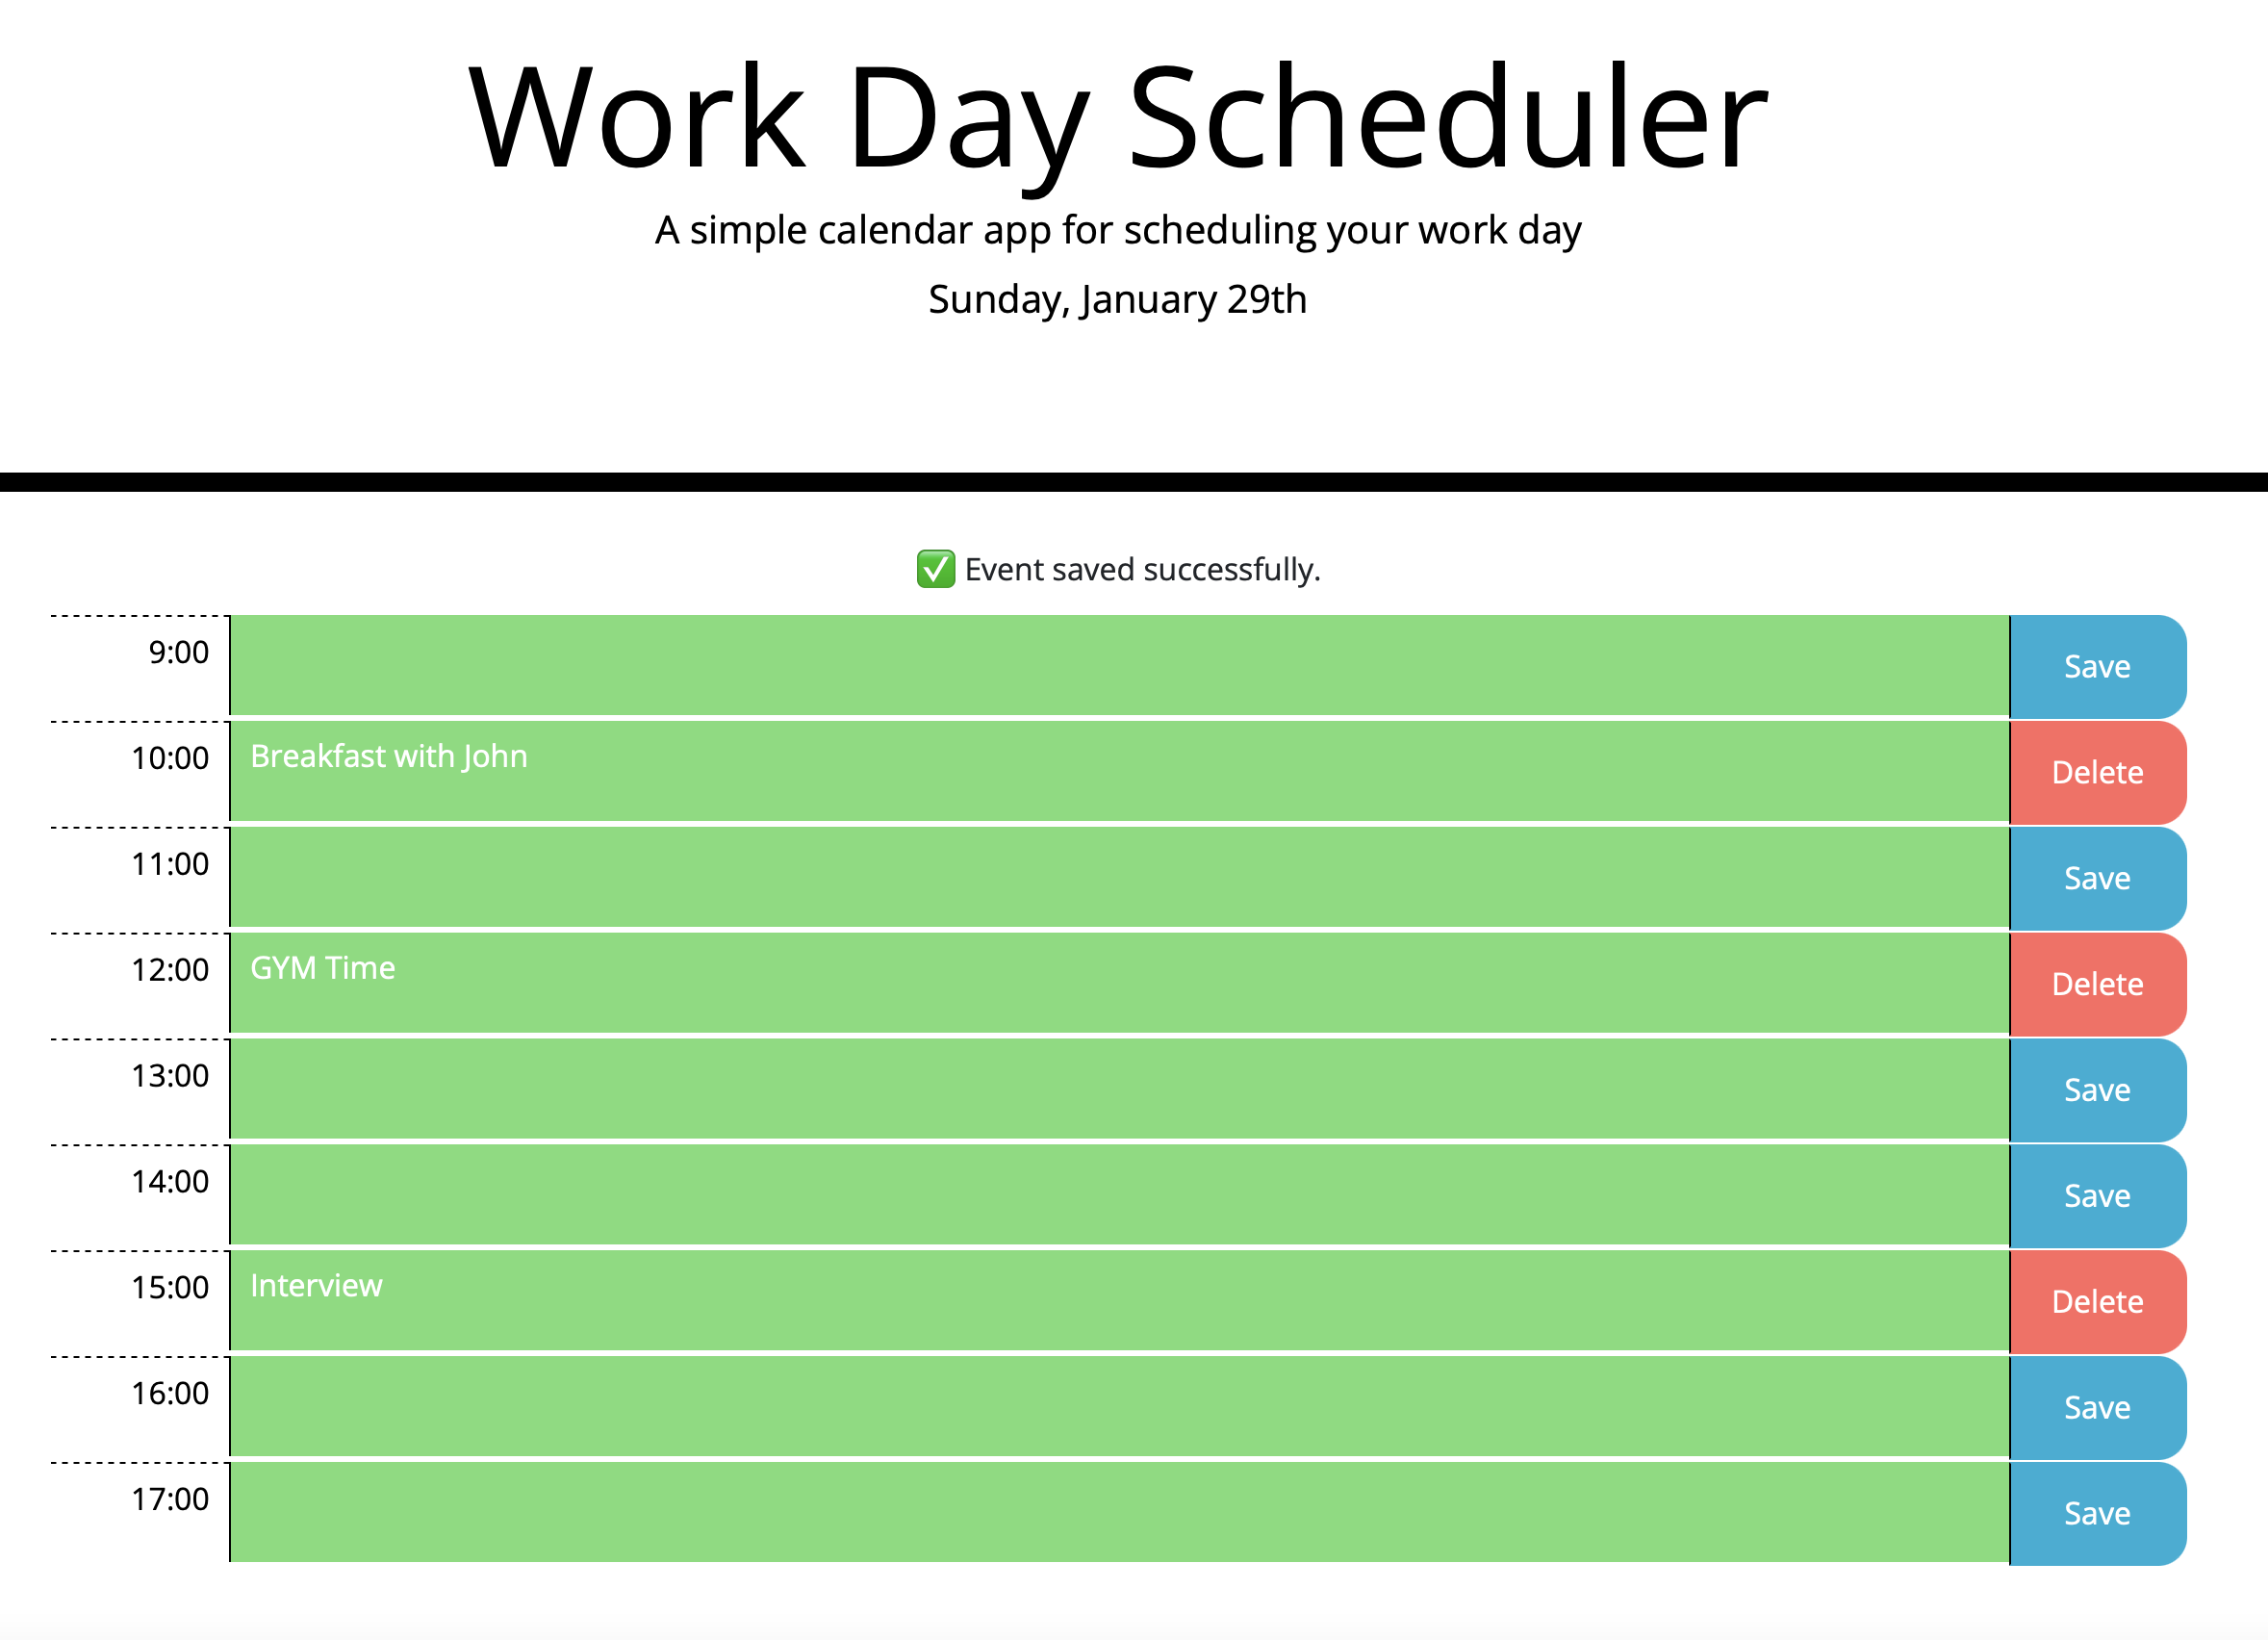 Work Day Scheduler
A simple calendar app for scheduling your work day
Sunday, January 29th
✅ Event saved successfully.
9:00 Save
10:00 Breakfast with John Delete
11:00 Save
12:00 GYM Time Delete
13:00 Save
14:00 Save
15:00 Interview Delete
16:00 Save
17:00 Save